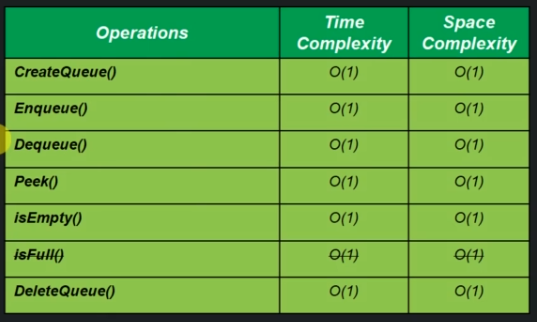 Operations Time Complexity Space Complexity
CreateQueue() O(1) O(1)
Enqueue() O(1) O(1)
Dequeue() O(1) O(1)
Peek() O(1) O(1)
isEmpty() O(1) O(1)
isFull() O(1) O(1)
DeleteQueue() O(1) O(1)